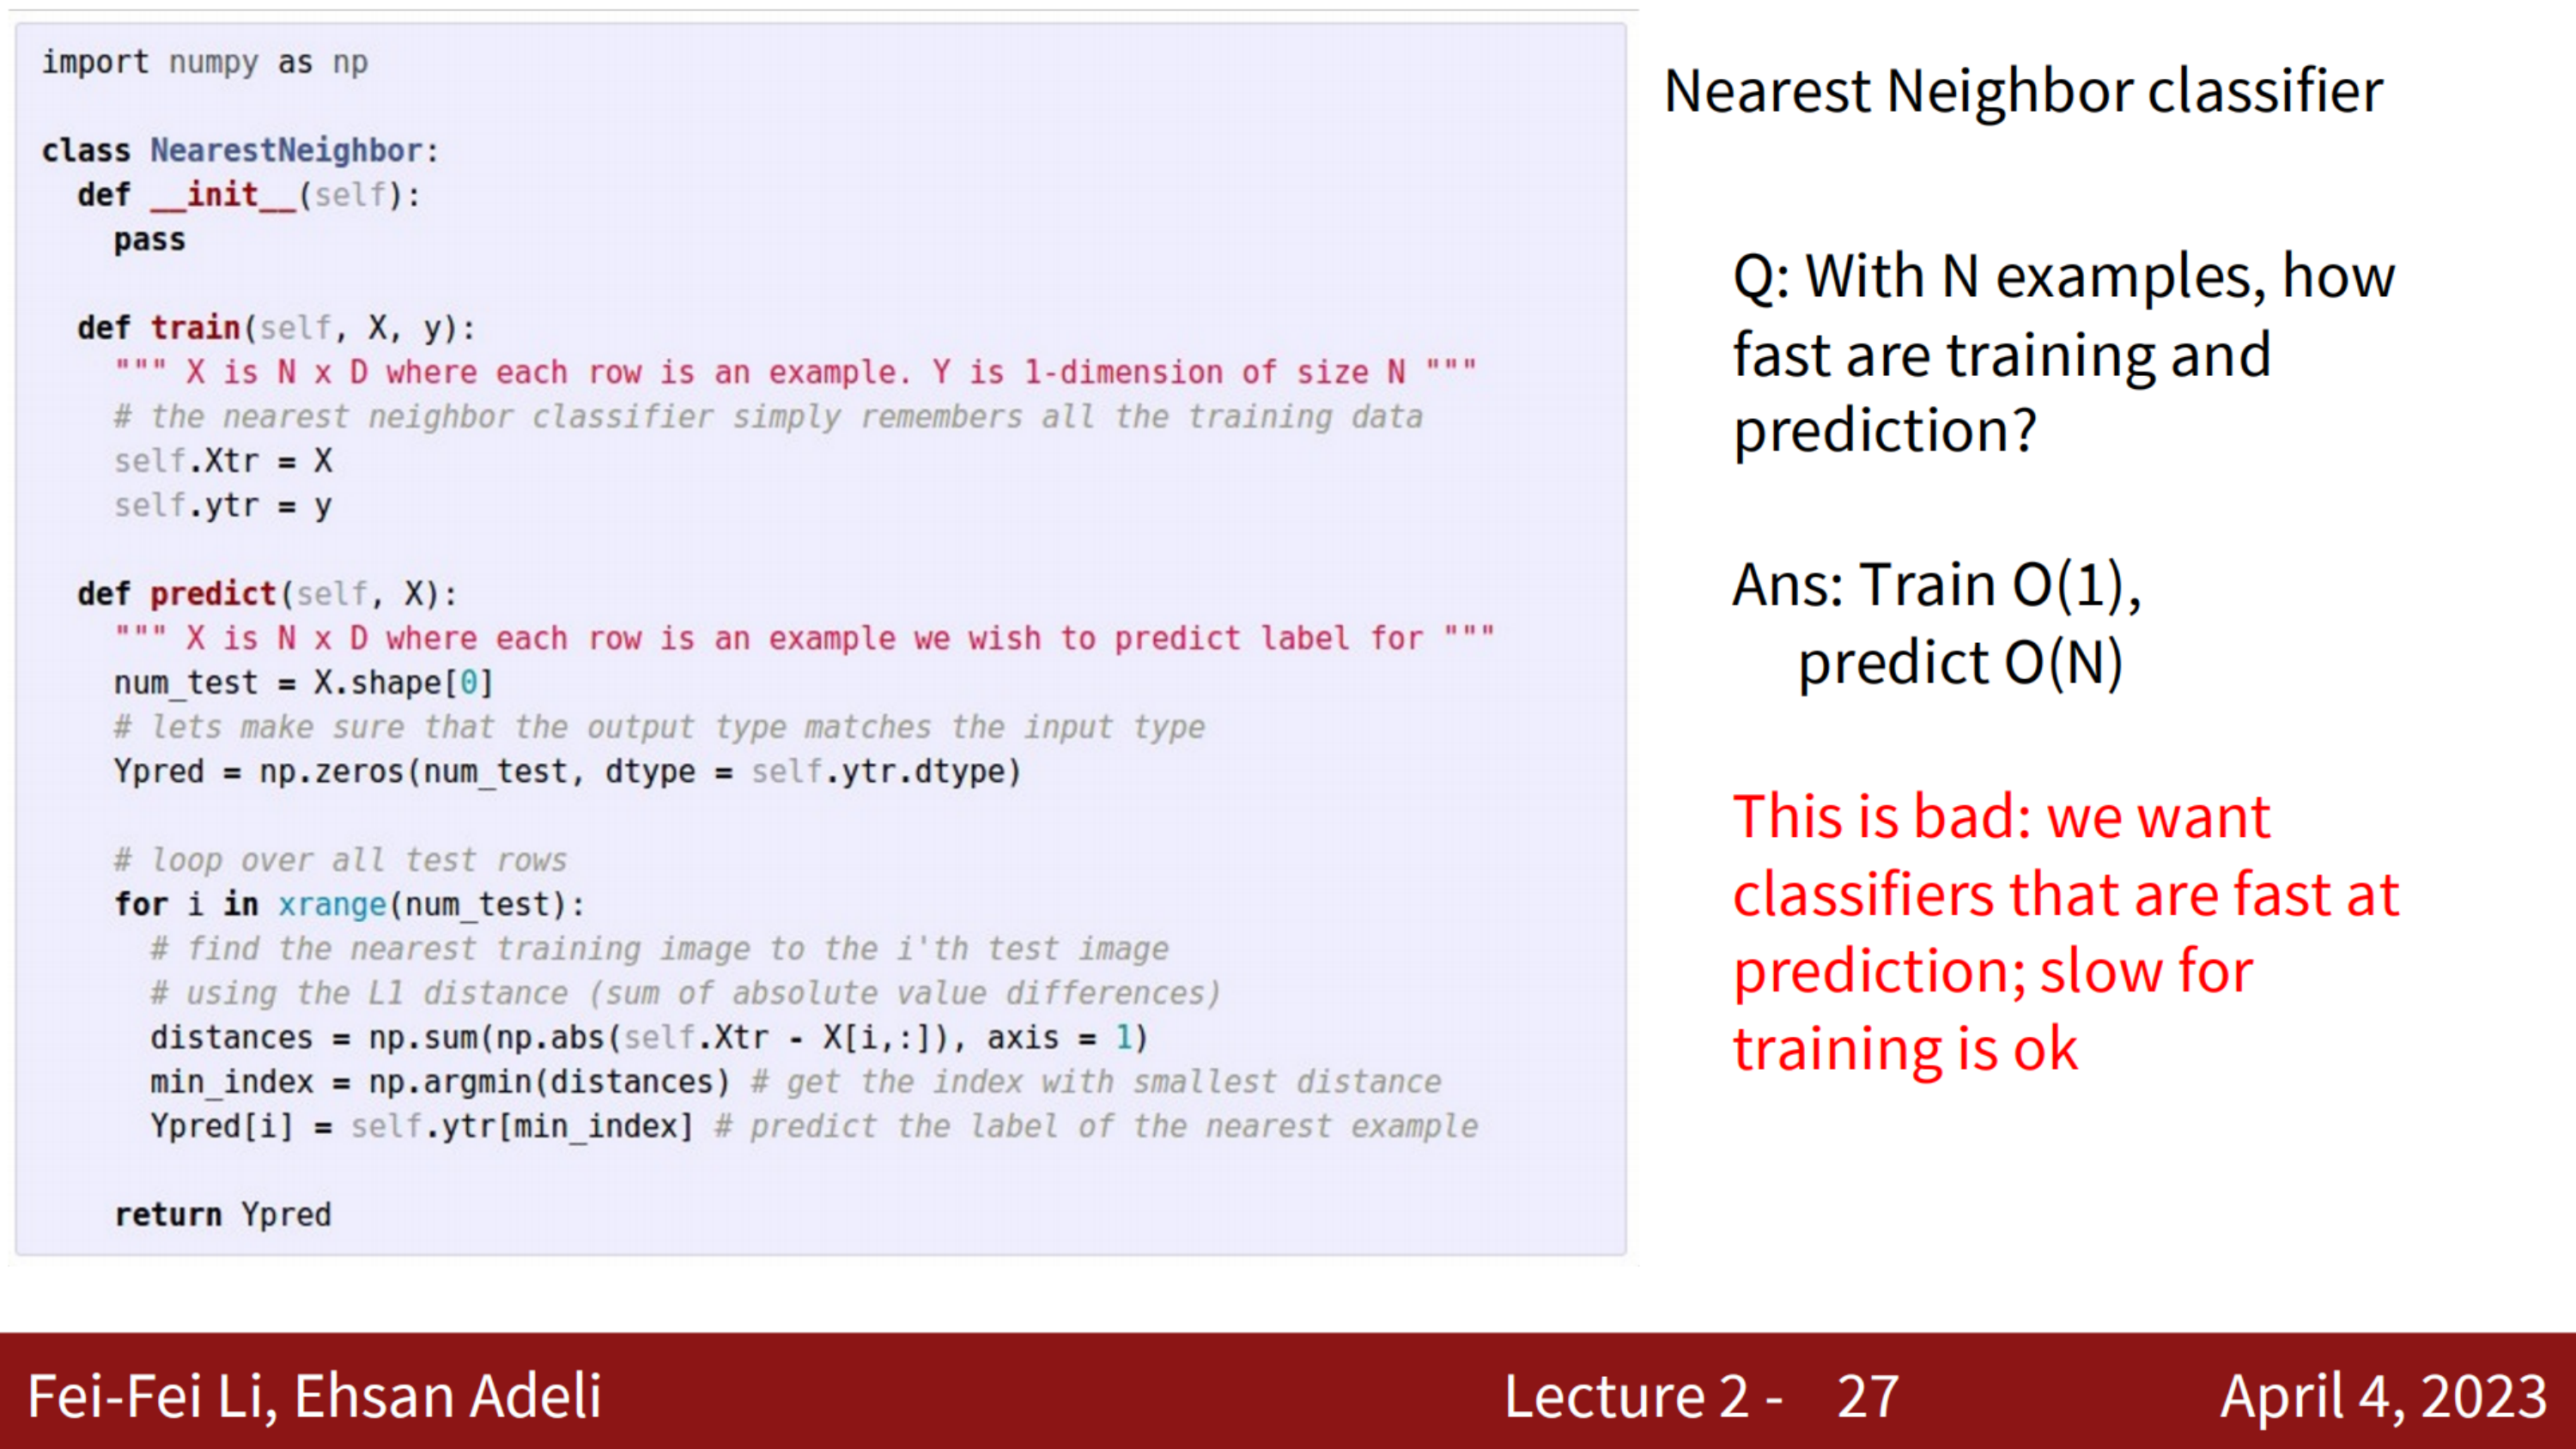 import numpy as np
class NearestNeighbor:
def __init__(self):
pass
def train(self, X, y):
""" X is N x D where each row is an example. Y is 1-dimension of size N """
# the nearest neighbor classifier simply remembers all the training data
self.Xtr = X
self.ytr = y
def predict(self, X):
""" X is N x D where each row is an example we wish to predict label for """
num_test = X.shape[0]
# lets make sure that the output type matches the input type
Ypred = np.zeros(num_test, dtype = self.ytr.dtype)
# loop over all test rows
for i in xrange(num_test):
# find the nearest training image to the i'th test image
# using the L1 distance (sum of absolute value differences)
distances = np.sum(np.abs(self.Xtr - X[i,:]), axis = 1)
min_index = np.argmin(distances) # get the index with smallest distance
Ypred[i] = self.ytr[min_index] # predict the label of the nearest example
return Ypred
Nearest Neighbor classifier
Q: With N examples, how
fast are training and
prediction?
Ans: Train O(1),
predict O(N)
This is bad: we want
classifiers that are fast at
prediction; slow for
training is ok
Fei-Fei Li, Ehsan Adeli
Lecture 2 - 27
April 4, 2023